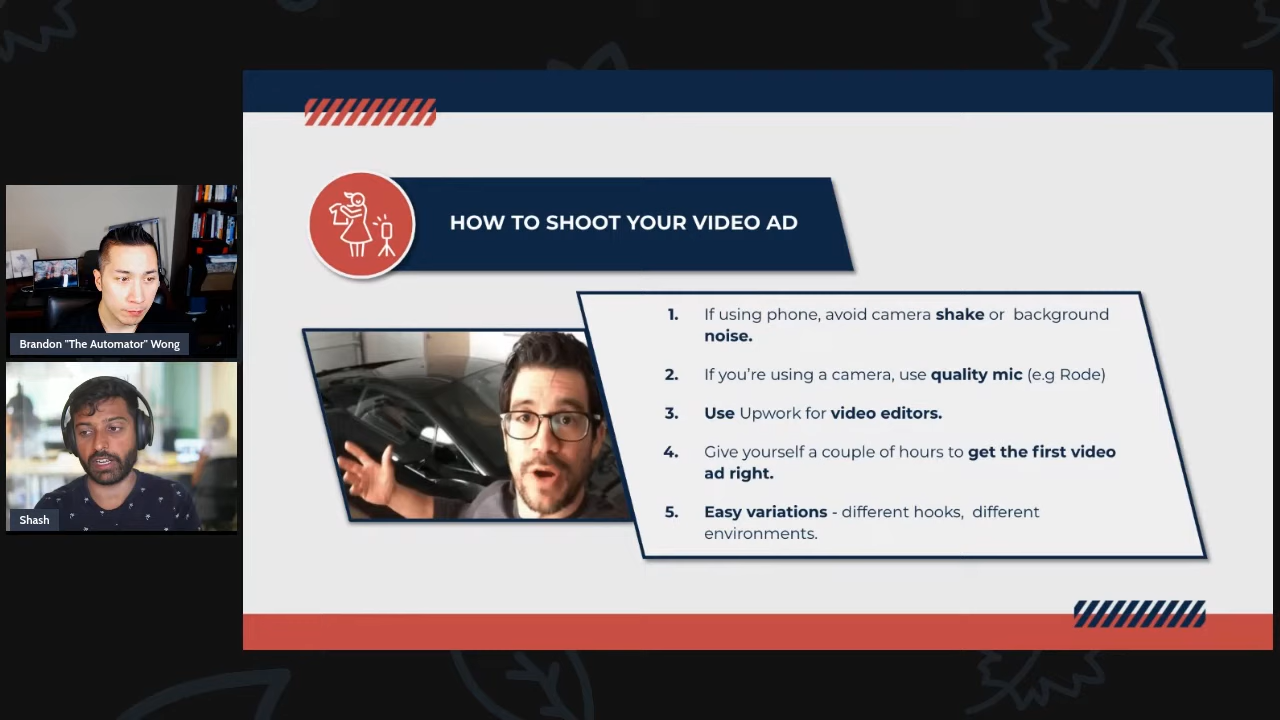 HOW TO SHOOT YOUR VIDEO AD
1. If using phone, avoid camera shake or background
noise.
2. If you're using a camera, use quality mic (e.g Rode)
3. Use Upwork for video editors.
4. Give yourself a couple of hours to get the first video
ad right.
5. Easy variations - different hooks, different
environments.
Brandon "The Automator" Wong
Shash